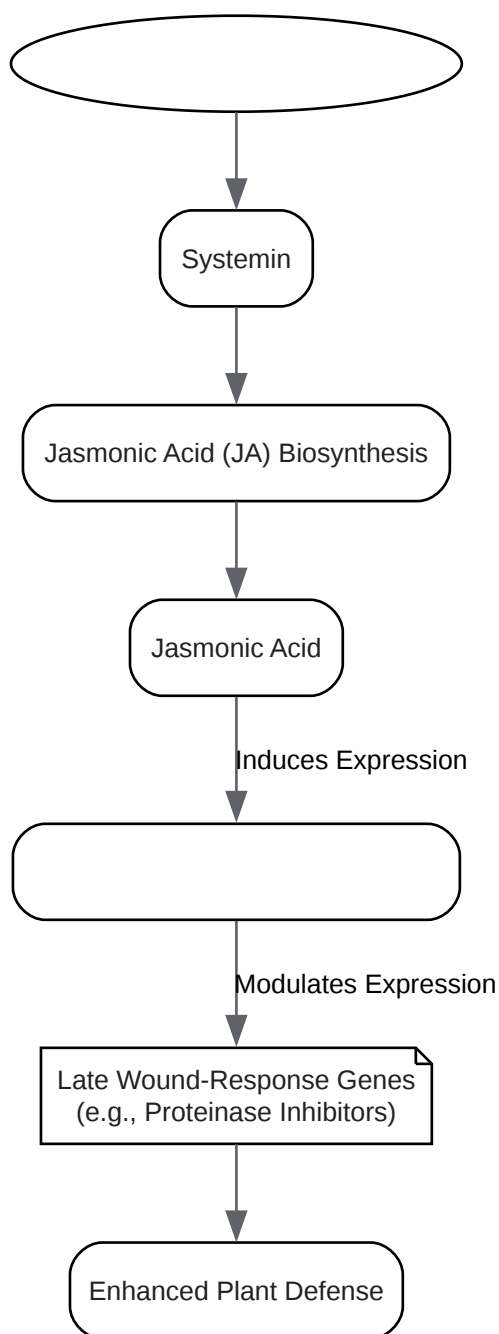 Systemin
Jasmonic Acid (JA) Biosynthesis
Jasmonic Acid
Induces Expression
Modulates Expression
Late Wound-Response Genes
(e.g., Proteinase Inhibitors)
Enhanced Plant Defense